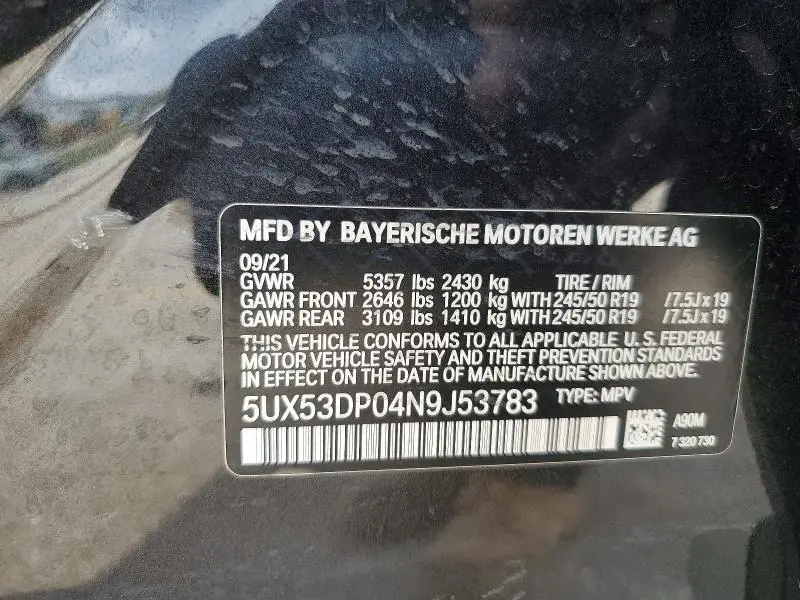 MFD BY BAYERISCHE MOTOREN WERKE AG
09/21
GVWR 5357 lbs 2430 kg TIRE / RIM
GAWR FRONT 2646 lbs 1200 kg WITH 245/50 R19 /7.5J x 19
GAWR REAR 3109 lbs 1410 kg WITH 245/50 R19 /7.5J x 19
THIS VEHICLE CONFORMS TO ALL APPLICABLE U. S. FEDERAL
MOTOR VEHICLE SAFETY AND THEFT PREVENTION STANDARDS
IN EFFECT ON THE DATE OF MANUFACTURE SHOWN ABOVE.
5UX53DP04N9J53783 TYPE: MPV
A90M
7 320 730